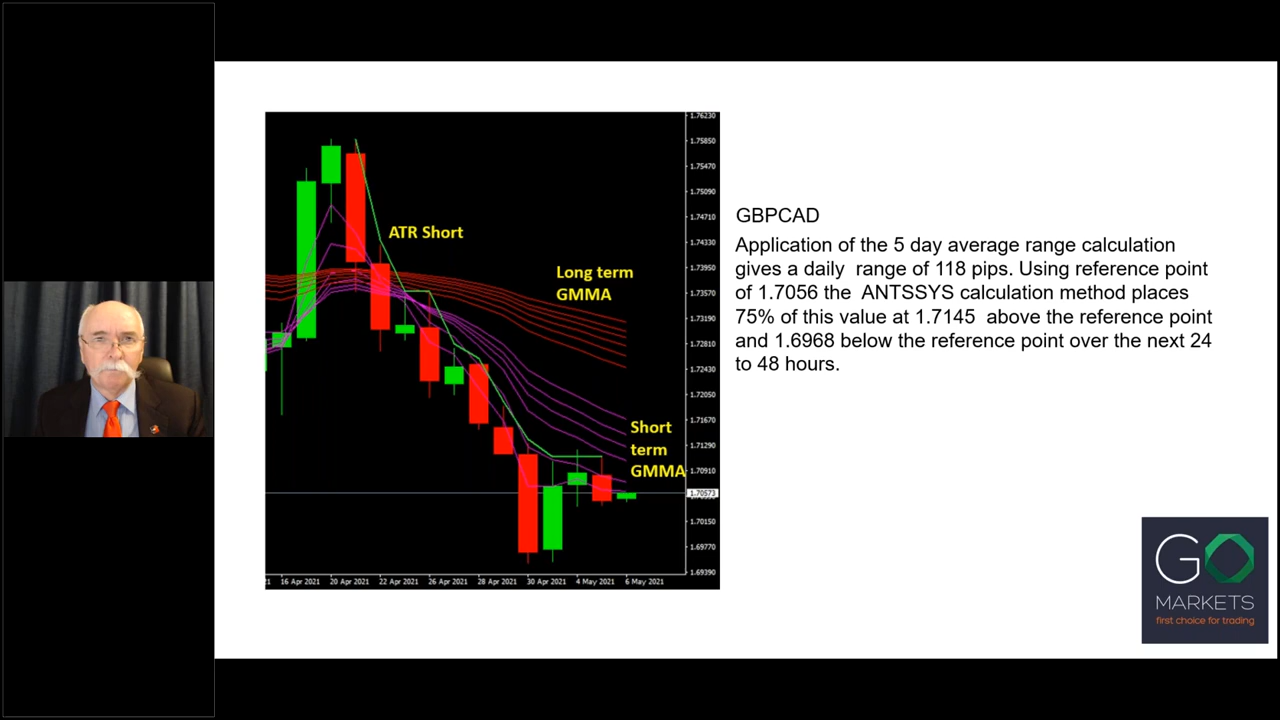 1.76230
1.75850
1.75470
1.75090
1.74710
1.74330
1.73950
1.73570
1.73190
1.72810
1.72430
1.72050
1.71670
1.71290
1.70910
1.70573
1.70150
1.69770
1.69390
ATR Short
Long term
GMMA
Short
term
GMMA
16 Apr 2021 20 Apr 2021 22 Apr 2021 26 Apr 2021 28 Apr 2021 30 Apr 2021 4 May 2021 6 May 2021
GBPCAD
Application of the 5 day average range calculation
gives a daily range of 118 pips. Using reference point
of 1.7056 the ANTSSYS calculation method places
75% of this value at 1.7145 above the reference point
and 1.6968 below the reference point over the next 24
to 48 hours.
GO
MARKETS
first choice for trading